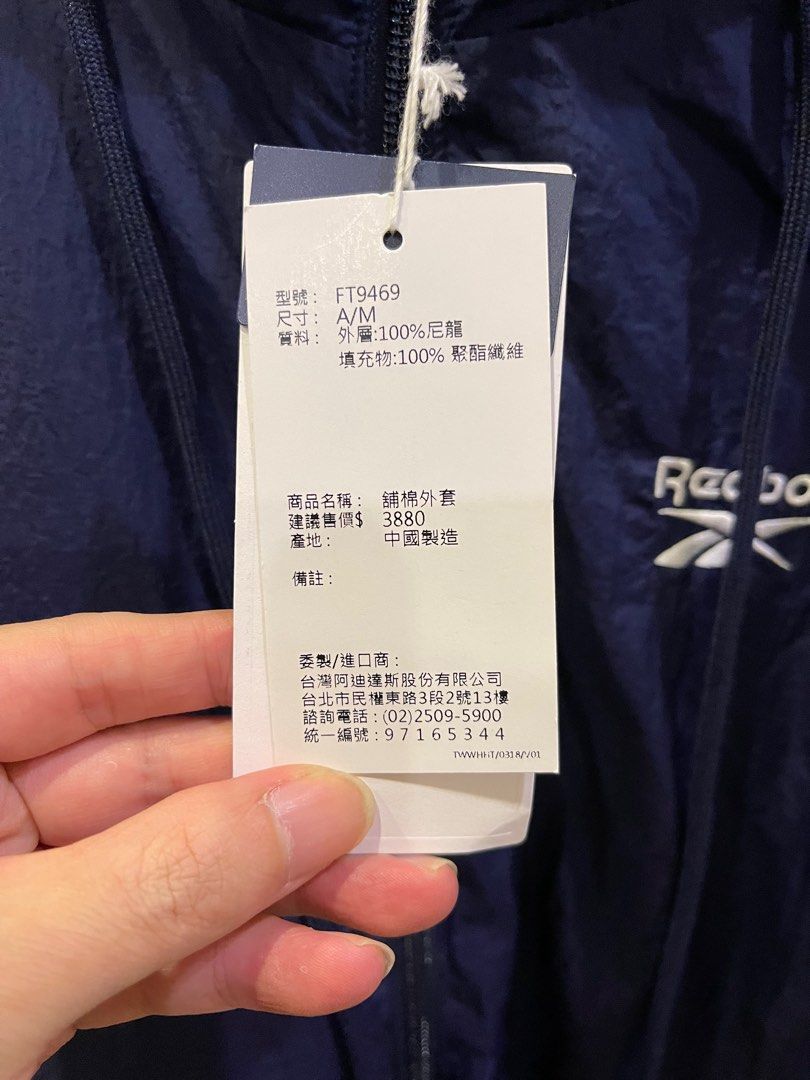 型號： FT9469
尺寸： A/M
質料： 外層:100%尼龍
填充物:100% 聚酯纖維
商品名稱： 舖棉外套
建議售價$ 3880
產地： 中國製造
備註：
委製/進口商：
台灣阿迪達斯股份有限公司
台北市民權東路3段2號13樓
諮詢電話：(02)2509-5900
統一編號：97165344
TWWHHT/0318/V01
Reebo